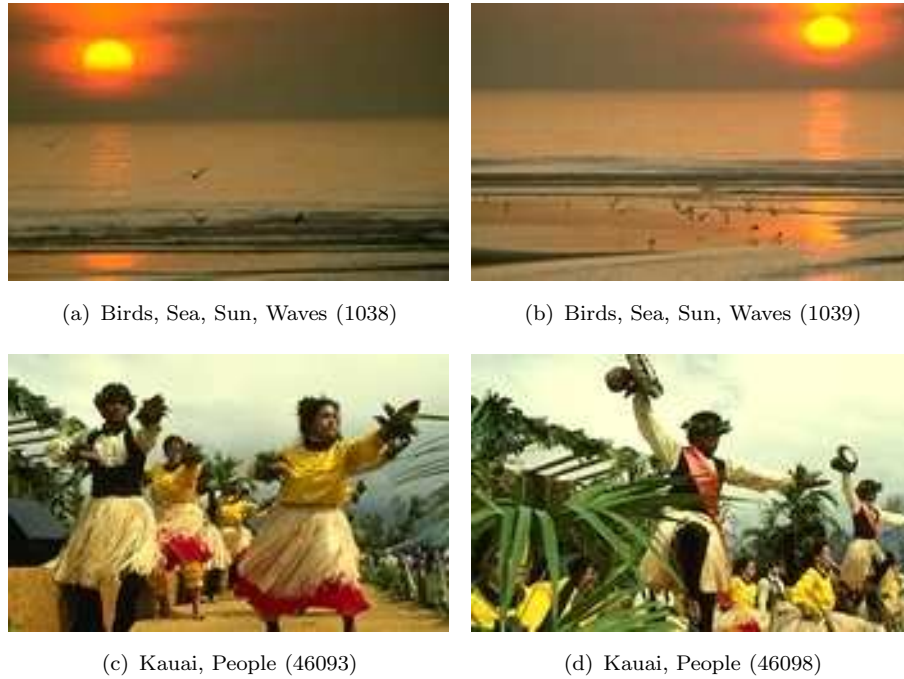 (a) Birds, Sea, Sun, Waves (1038)
(b) Birds, Sea, Sun, Waves (1039)
(c) Kauai, People (46093)
(d) Kauai, People (46098)